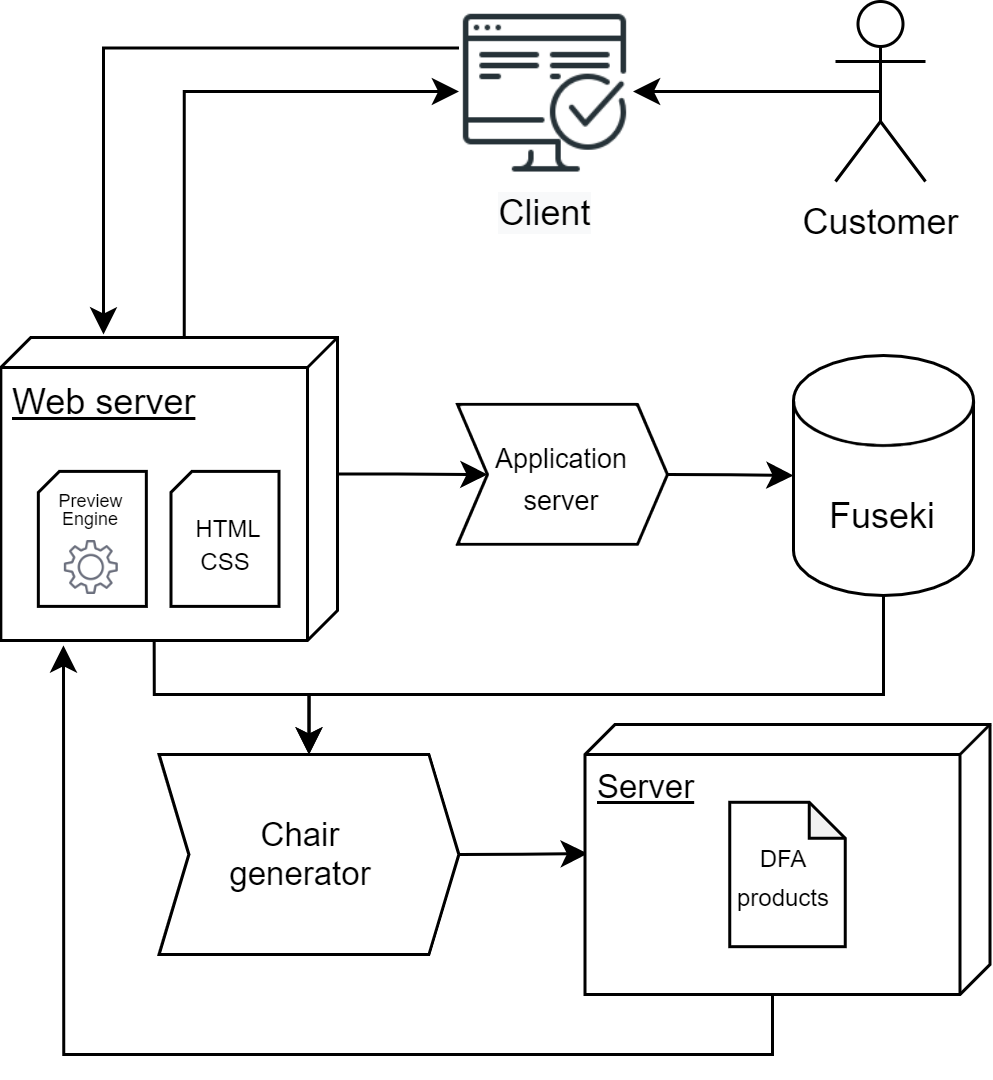 Client
Customer
Web server
Preview
Engine
HTML
CSS
Application
server
Fuseki
Chair
generator
Server
DFA
products